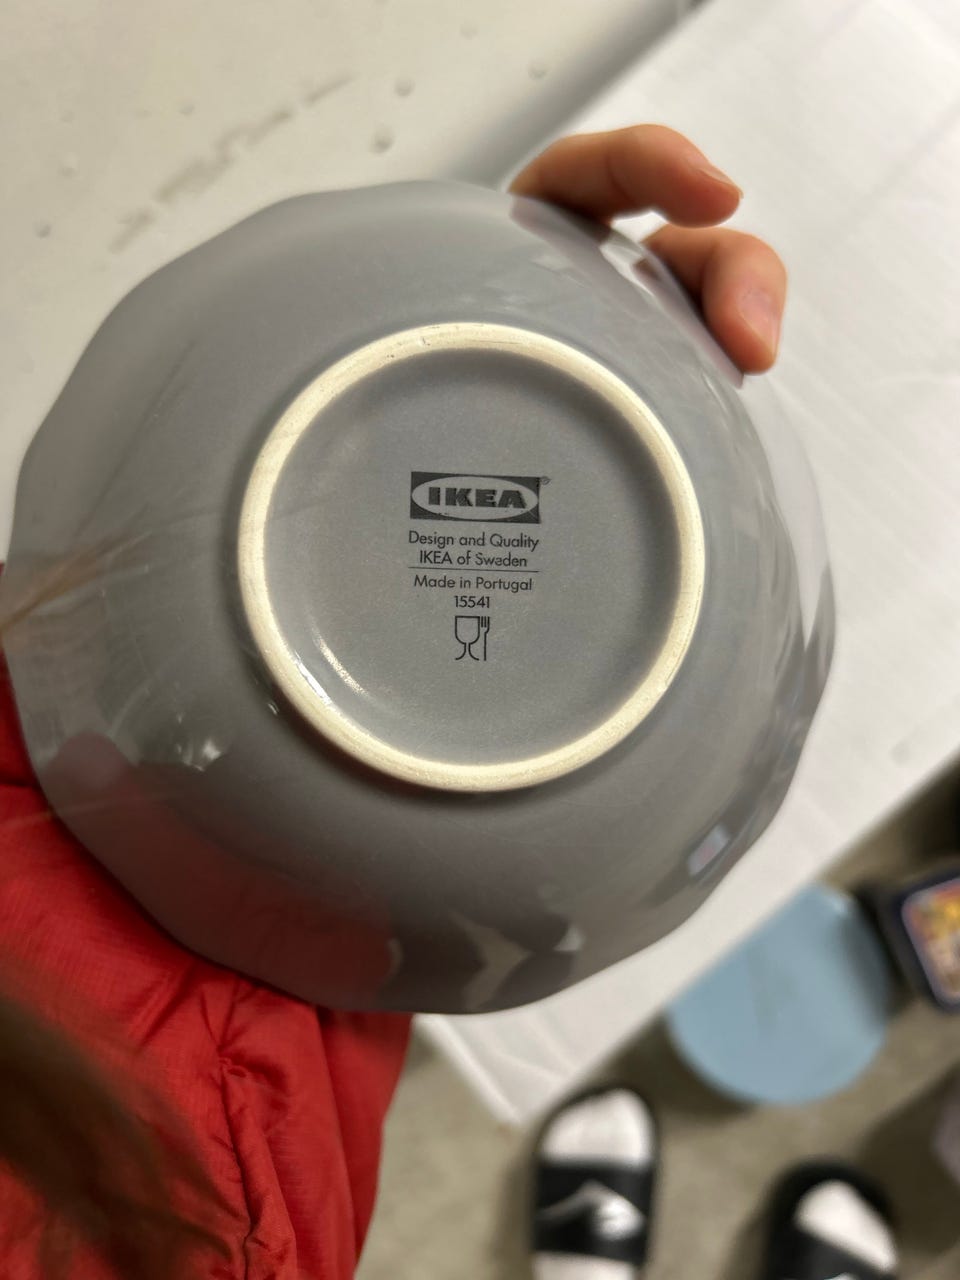 IKEA®
Design and Quality
IKEA of Sweden
Made in Portugal
15541